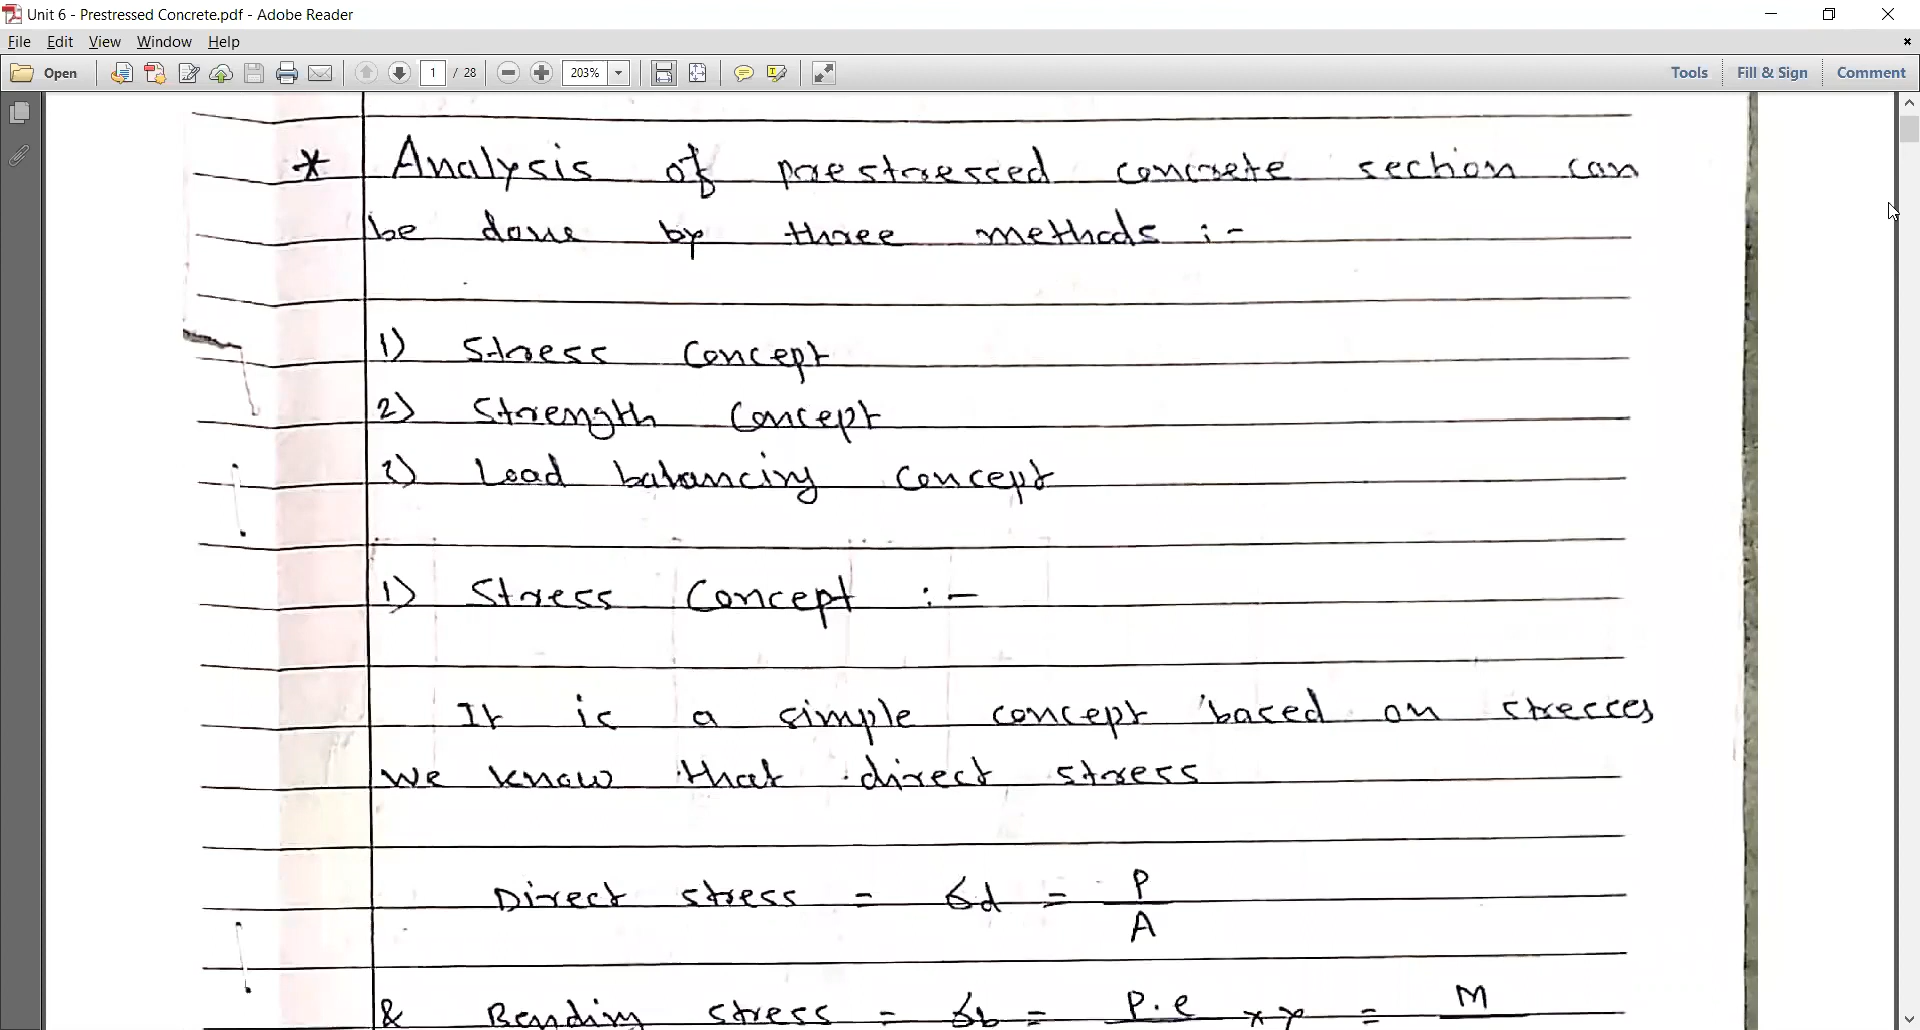 Unit 6 - Prestressed Concrete.pdf - Adobe Reader
File Edit View Window Help
Open 1 / 28 203% Tools Fill & Sign Comment
* Analysis of prestressed concrete section can
be done by three methods :-
1) Stress Concept
2) Strength Concept
3) Load balancing Concept
1) Stress Concept :-
It is a simple concept based on stresses
we know that direct stress
Direct stress = σd = P
A
& Bending stress = σb = P.e × y = M